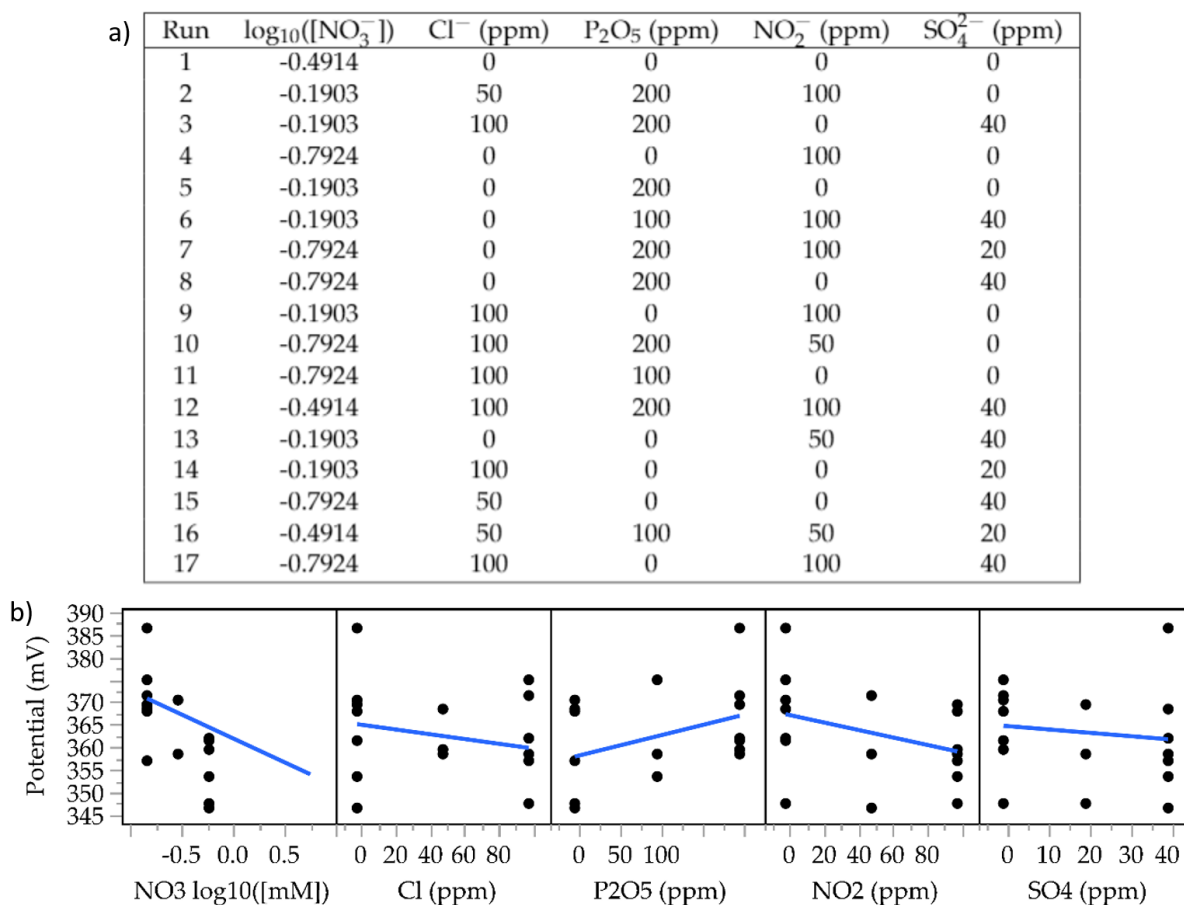 a)
Run log₁₀([NO₃⁻]) Cl⁻ (ppm) P₂O₅ (ppm) NO₂⁻ (ppm) SO₄²⁻ (ppm)
1 -0.4914 0 0 0 0
2 -0.1903 50 200 100 0
3 -0.1903 100 200 0 40
4 -0.7924 0 0 100 0
5 -0.1903 0 200 0 0
6 -0.1903 0 100 100 40
7 -0.7924 0 200 100 20
8 -0.7924 0 200 0 40
9 -0.1903 100 0 100 0
10 -0.7924 100 200 50 0
11 -0.7924 100 100 0 0
12 -0.4914 100 200 100 40
13 -0.1903 0 0 50 40
14 -0.1903 100 0 0 20
15 -0.7924 50 0 0 40
16 -0.4914 50 100 50 20
17 -0.7924 100 0 100 40
b)
Potential (mV)
390
385
380
370
365
360
355
350
345
-0.5 0.0 0.5 0 20 40 60 80 0 50 100 0 20 40 60 80 0 10 20 30 40
NO3 log10([mM]) Cl (ppm) P2O5 (ppm) NO2 (ppm) SO4 (ppm)